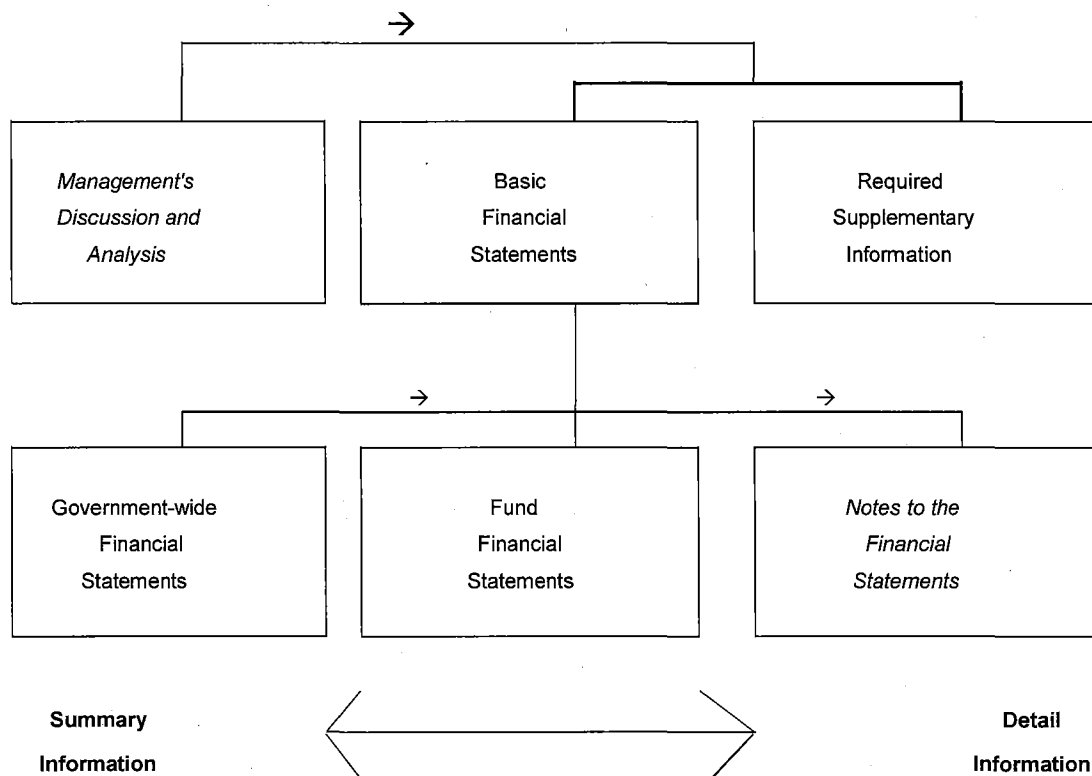 →
Management's
Discussion and
Analysis
Basic
Financial
Statements
Required
Supplementary
Information
→
→
Government-wide
Financial
Statements
Fund
Financial
Statements
Notes to the
Financial
Statements
Summary
Information
Detail
Information